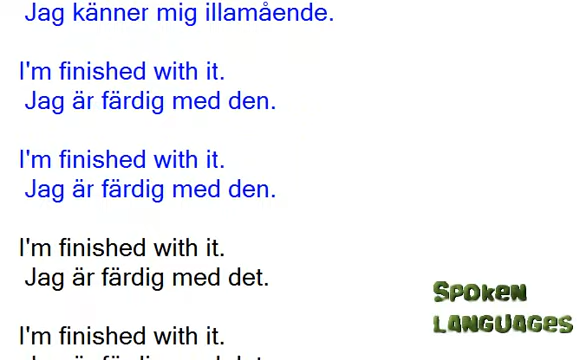 Jag känner mig illamående.
I'm finished with it.
Jag är färdig med den.
I'm finished with it.
Jag är färdig med den.
I'm finished with it.
Jag är färdig med det.
I'm finished with it.
Spoken
Languages